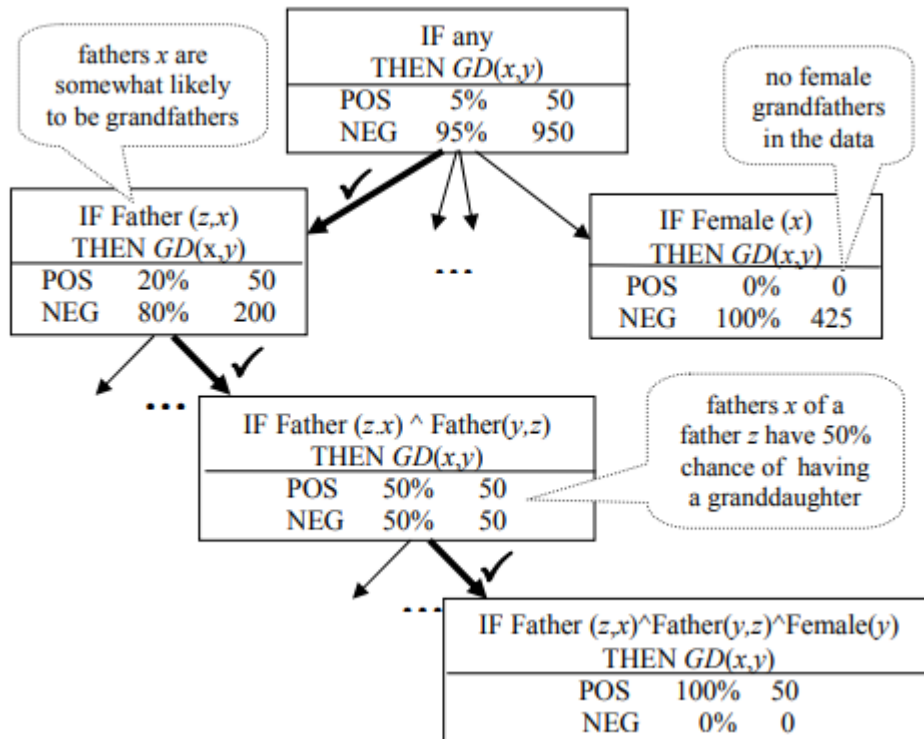 fathers x are
somewhat likely
to be grandfathers
IF any
THEN GD(x,y)
POS 5% 50
NEG 95% 950
no female
grandfathers
in the data
IF Father (z,x)
THEN GD(x,y)
POS 20% 50
NEG 80% 200
...
IF Female (x)
THEN GD(x,y)
POS 0% 0
NEG 100% 425
...
IF Father (z.x) ^ Father(y,z)
THEN GD(x,y)
POS 50% 50
NEG 50% 50
fathers x of a
father z have 50%
chance of having
a granddaughter
...
IF Father (z,x)^Father(y,z)^Female(y)
THEN GD(x,y)
POS 100% 50
NEG 0% 0